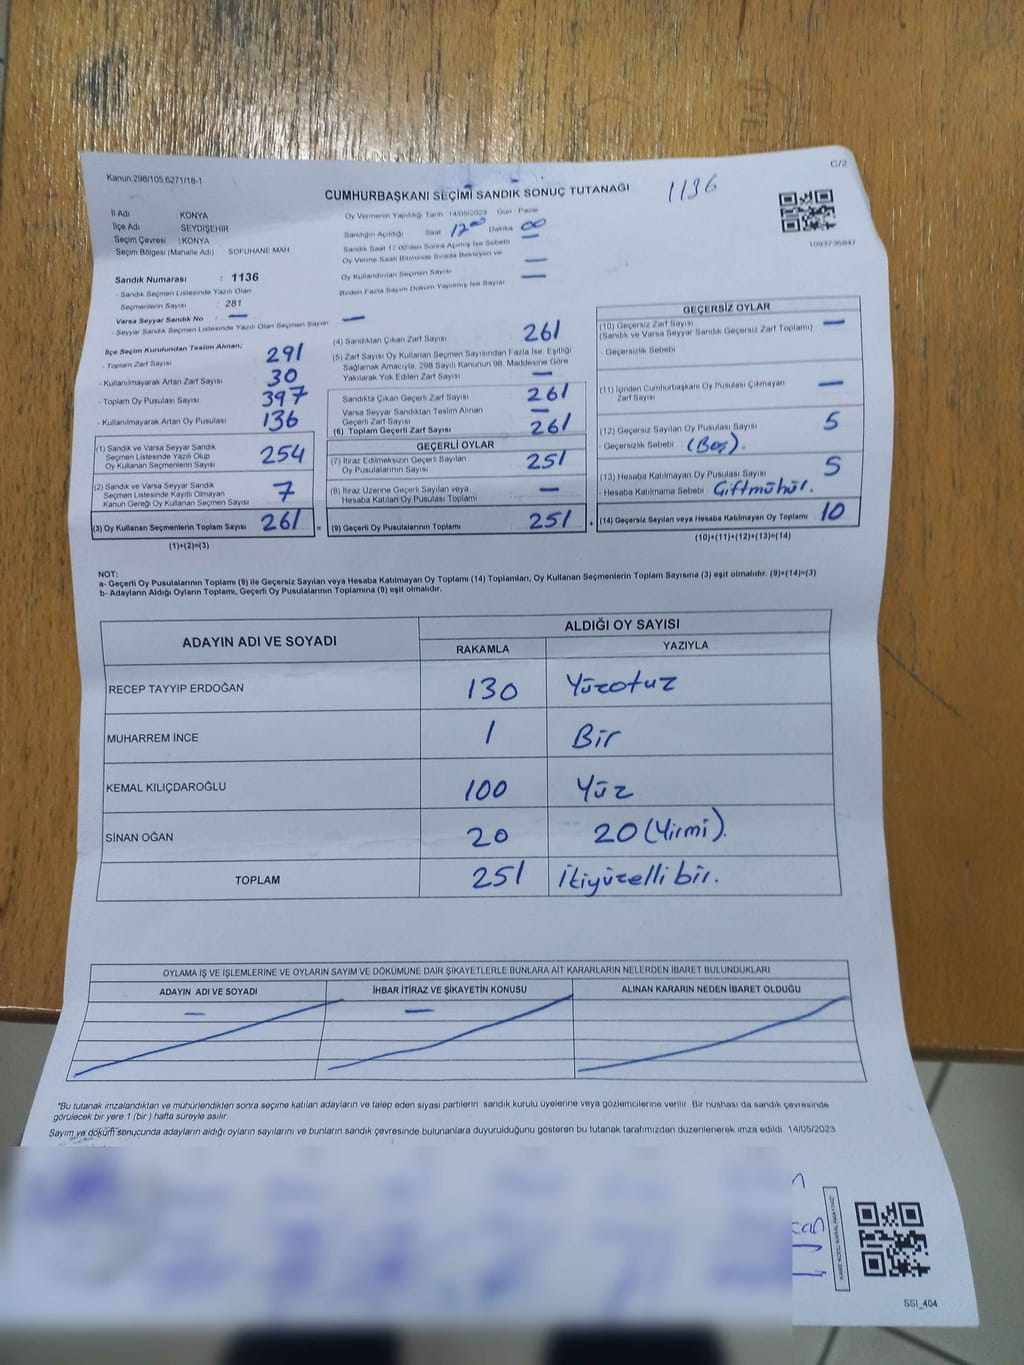 Kanun.298/105,6271/18-1
C/2
CUMHURBAŞKANI SEÇİMİ SANDIK SONUÇ TUTANAĞI
1136
İl Adı KONYA
İlçe Adı SEYDİŞEHİR
Seçim Çevresi : KONYA
Seçim Bölgesi (Mahalle Adı) SOFUHANE MAH
Sandık Numarası : 1136
- Sandık Seçmen Listesinde Yazılı Olan
Seçmenlerin Sayısı : 281
Varsa Seyyar Sandık No —
- Seyyar Sandık Seçmen Listesinde Yazılı Olan Seçmen Sayısı —
Oy Vermenin Yapıldığı Tarih 14/05/2023 Gün Pazar
Sandığın Açıldığı Saat 17 00 Dakika 00
Sandık Saat 17:00'den Sonra Açılmış İse Sebebi —
Oy Verme Saati Bitiminde Sırada Bekleyen ve
Oy Kullandırılan Seçmen Sayısı —
Birden Fazla Sayım Döküm Yapılmış İse Sayısı —
1093736847
İlçe Seçim Kurulundan Teslim Alınan;
- Toplam Zarf Sayısı 291
- Kullanılmayarak Artan Zarf Sayısı 30
- Toplam Oy Pusulası Sayısı 397
- Kullanılmayarak Artan Oy Pusulası 136
(1) Sandık ve Varsa Seyyar Sandık
Seçmen Listesinde Yazılı Olup
Oy Kullanan Seçmenlerin Sayısı 254
(2) Sandık ve Varsa Seyyar Sandık
Seçmen Listesinde Kayıtlı Olmayan
Kanun Gereği Oy Kullanan Seçmen Sayısı 7
(3) Oy Kullanan Seçmenlerin Toplam Sayısı 261 =
(1)+(2)=(3)
(4) Sandıktan Çıkan Zarf Sayısı 261
(5) Zarf Sayısı Oy Kullanan Seçmen Sayısından Fazla İse, Eşitliği
Sağlamak Amacıyla, 298 Sayılı Kanunun 98. Maddesine Göre
Yakılarak Yok Edilen Zarf Sayısı —
Sandıkta Çıkan Geçerli Zarf Sayısı 261
Varsa Seyyar Sandıktan Teslim Alınan
Geçerli Zarf Sayısı —
(6) Toplam Geçerli Zarf Sayısı 261
GEÇERLİ OYLAR
(7) İtiraz Edilmeksizin Geçerli Sayılan
Oy Pusulalarının Sayısı 251
(8) İtiraz Üzerine Geçerli Sayılan veya
Hesaba Katılan Oy Pusulası Toplamı —
(9) Geçerli Oy Pusulalarının Toplamı 251 +
GEÇERSİZ OYLAR
(10) Geçersiz Zarf Sayısı
(Sandık ve Varsa Seyyar Sandık Geçersiz Zarf Toplamı) —
- Geçersizlik Sebebi
(11) İçinden Cumhurbaşkanı Oy Pusulası Çıkmayan
Zarf Sayısı —
(12) Geçersiz Sayılan Oy Pusulası Sayısı 5
- Geçersizlik Sebebi (Boş).
(13) Hesaba Katılmayan Oy Pusulası Sayısı 5
- Hesaba Katılmama Sebebi Çiftmühür.
(14) Geçersiz Sayılan veya Hesaba Katılmayan Oy Toplamı 10
(10)+(11)+(12)+(13)=(14)
NOT:
a- Geçerli Oy Pusulalarının Toplamı (9) ile Geçersiz Sayılan veya Hesaba Katılmayan Oy Toplamı (14) Toplamları, Oy Kullanan Seçmenlerin Toplam Sayısına (3) eşit olmalıdır. (9)+(14)=(3)
b- Adayların Aldığı Oyların Toplamı, Geçerli Oy Pusulalarının Toplamına (9) eşit olmalıdır.
ADAYIN ADI VE SOYADI
ALDIĞI OY SAYISI
RAKAMLA YAZIYLA
RECEP TAYYIP ERDOĞAN 130 Yüzotuz
MUHARREM İNCE 1 Bir
KEMAL KILIÇDAROĞLU 100 Yüz
SİNAN OĞAN 20 20 (Yirmi).
TOPLAM 251 İkiyüzellibir.
OYLAMA İŞ VE İŞLEMLERİNE VE OYLARIN SAYIM VE DÖKÜMÜNE DAİR ŞİKAYETLERLE BUNLARA AİT KARARLARIN NELERDEN İBARET BULUNDUKLARI
ADAYIN ADI VE SOYADI İHBAR İTİRAZ VE ŞİKAYETİN KONUSU ALINAN KARARIN NEDEN İBARET OLDUĞU
— —
"Bu tutanak imzalandıktan ve mühürlendikten sonra seçime katılan adayların ve talep eden siyasi partilerin sandık kurulu üyelerine veya gözlemcilerine verilir. Bir nüshası da sandık çevresinde
görülecek bir yere 1 (bir ) hafta süreyle asılır.
Sayım ve döküm sonucunda adayların aldığı oyların sayılarını ve bunların sandık çevresinde bulunanlara duyurulduğunu gösteren bu tutanak tarafımızdan düzenlenerek imza edildi. 14/05/2023
can
KARE KODU KARALAMAYINIZ
SSI_404